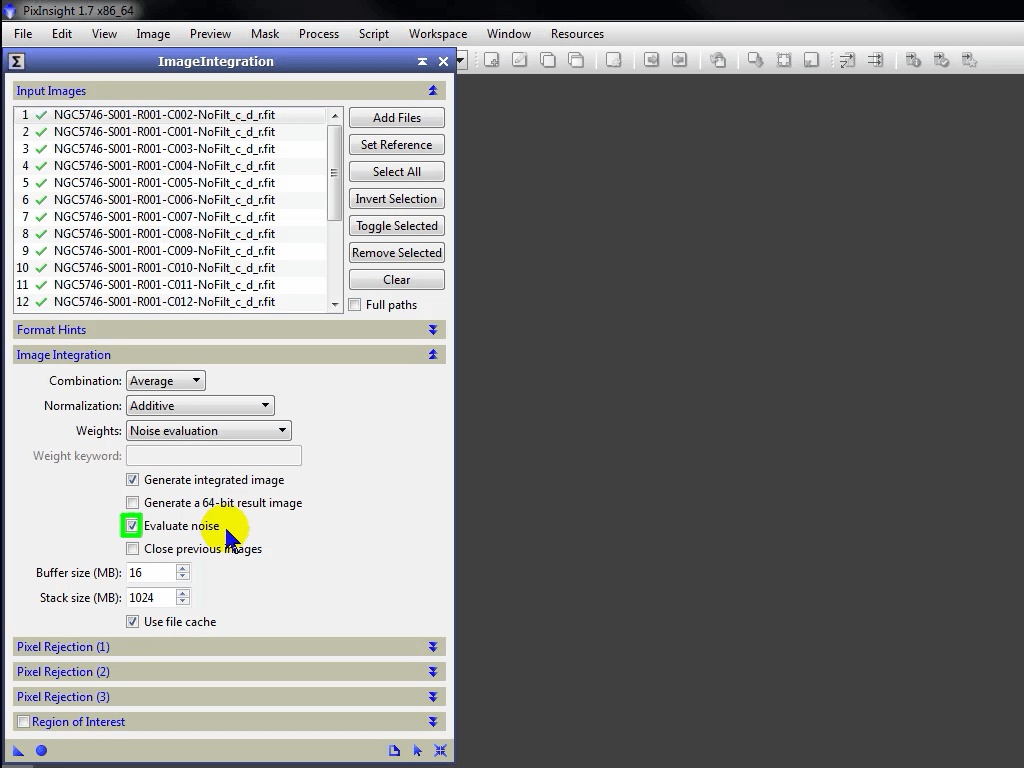 PixInsight 1.7 x86_64
File Edit View Image Preview Mask Process Script Workspace Window Resources
ImageIntegration
Input Images
1 NGC5746-S001-R001-C002-NoFilt_c_d_r.fit
2 NGC5746-S001-R001-C001-NoFilt_c_d_r.fit
3 NGC5746-S001-R001-C003-NoFilt_c_d_r.fit
4 NGC5746-S001-R001-C004-NoFilt_c_d_r.fit
5 NGC5746-S001-R001-C005-NoFilt_c_d_r.fit
6 NGC5746-S001-R001-C006-NoFilt_c_d_r.fit
7 NGC5746-S001-R001-C007-NoFilt_c_d_r.fit
8 NGC5746-S001-R001-C008-NoFilt_c_d_r.fit
9 NGC5746-S001-R001-C009-NoFilt_c_d_r.fit
10 NGC5746-S001-R001-C010-NoFilt_c_d_r.fit
11 NGC5746-S001-R001-C011-NoFilt_c_d_r.fit
12 NGC5746-S001-R001-C012-NoFilt_c_d_r.fit
Add Files
Set Reference
Select All
Invert Selection
Toggle Selected
Remove Selected
Clear
Full paths
Format Hints
Image Integration
Combination: Average
Normalization: Additive
Weights: Noise evaluation
Weight keyword:
Generate integrated image
Generate a 64-bit result image
Evaluate noise
Close previous images
Buffer size (MB): 16
Stack size (MB): 1024
Use file cache
Pixel Rejection (1)
Pixel Rejection (2)
Pixel Rejection (3)
Region of Interest